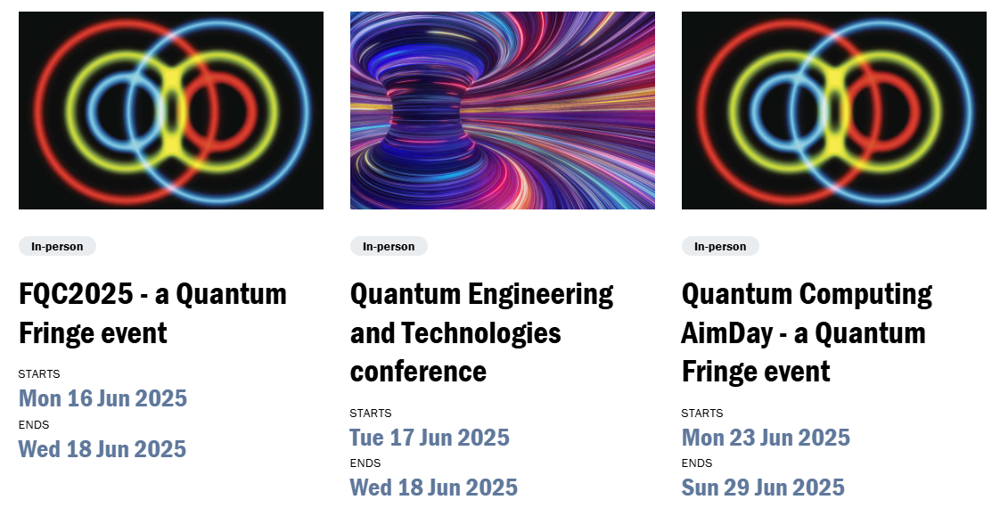 In-person
FQC2025 - a Quantum
Fringe event
STARTS
Mon 16 Jun 2025
ENDS
Wed 18 Jun 2025
In-person
Quantum Engineering
and Technologies
conference
STARTS
Tue 17 Jun 2025
ENDS
Wed 18 Jun 2025
In-person
Quantum Computing
AimDay - a Quantum
Fringe event
STARTS
Mon 23 Jun 2025
ENDS
Sun 29 Jun 2025